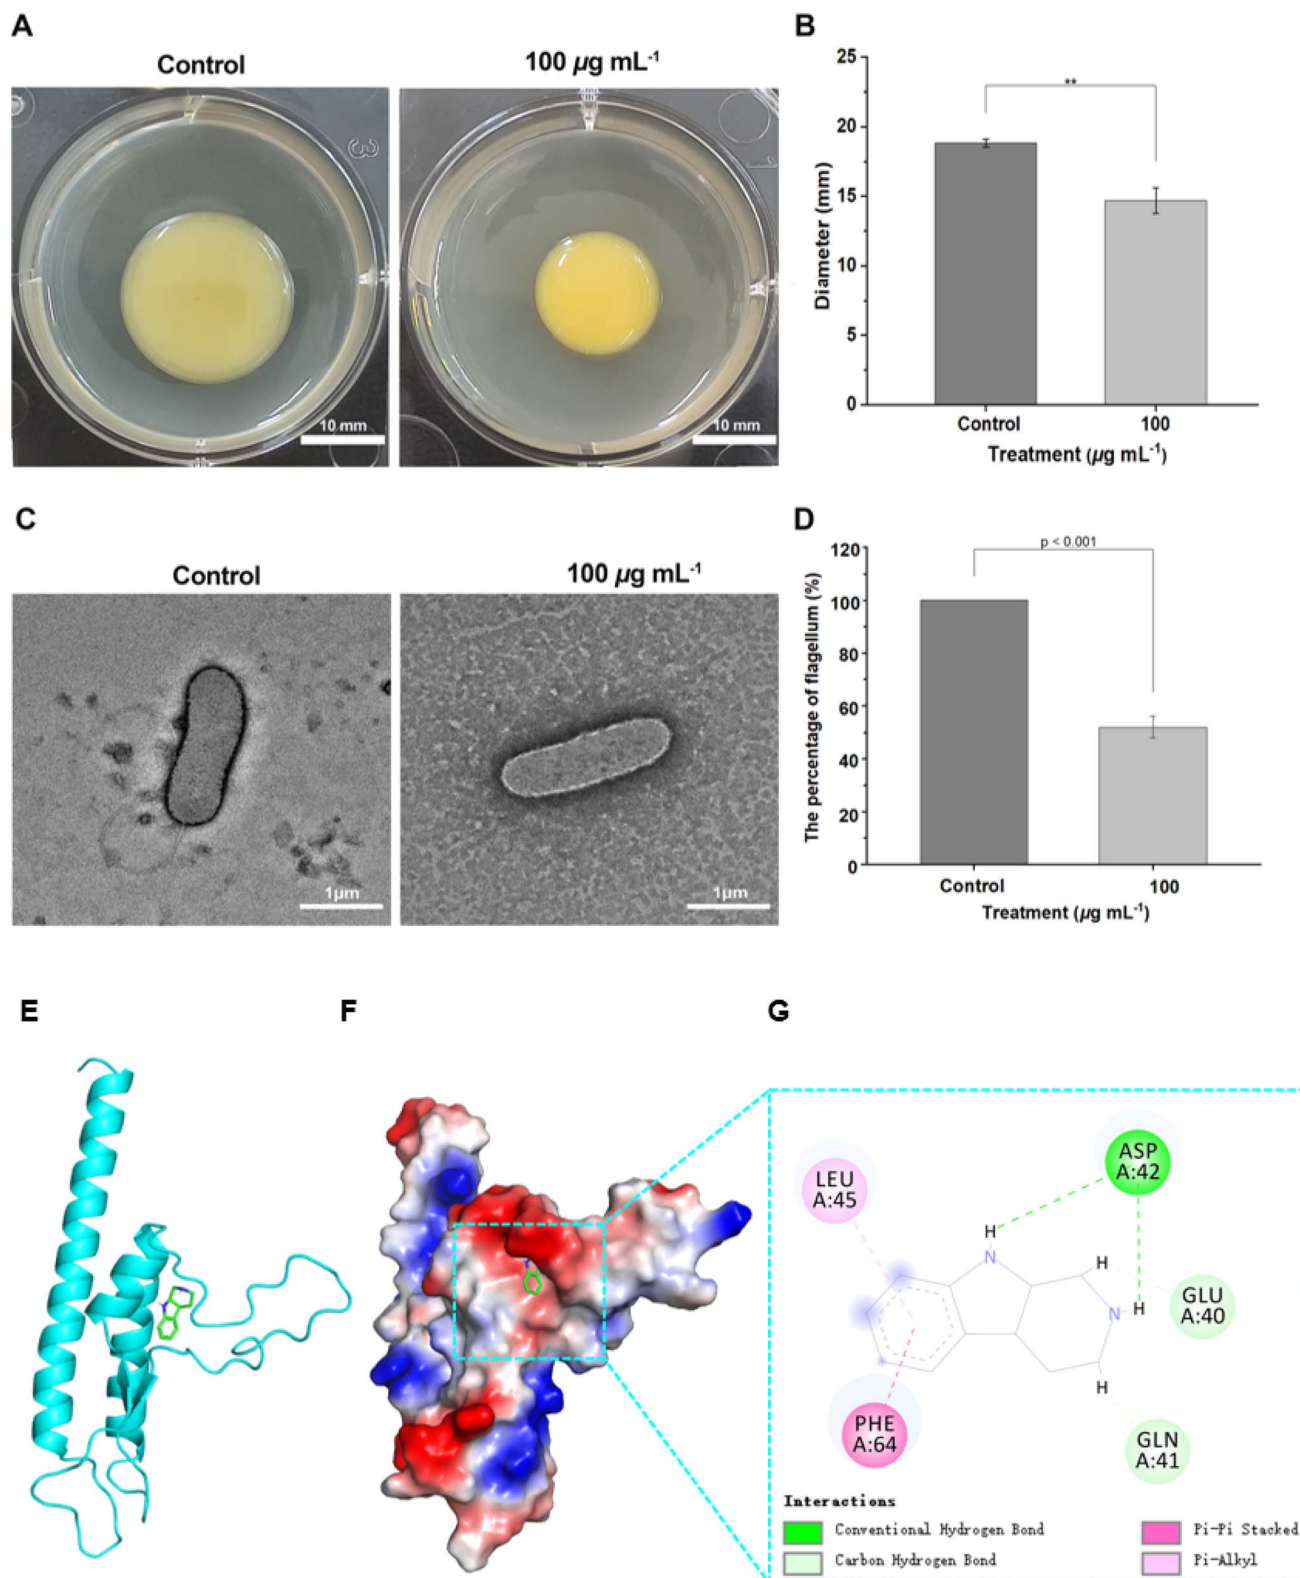 A
Control
100 µg mL-1
3
1
10 mm
10 mm
B
25
20
15
10
5
0
**
Diameter (mm)
Control
100
Treatment (µg mL-1)
C
Control
100 µg mL-1
1µm
1µm
D
120
100
80
60
40
20
0
p < 0.001
The percentage of flagellum (%)
Control
100
Treatment (µg mL-1)
E
F
G
LEU
A:45
ASP
A:42
H
N
H
GLU
A:40
N
H
H
PHE
A:64
GLN
A:41
Interactions
Conventional Hydrogen Bond
Carbon Hydrogen Bond
Pi-Pi Stacked
Pi-Alkyl